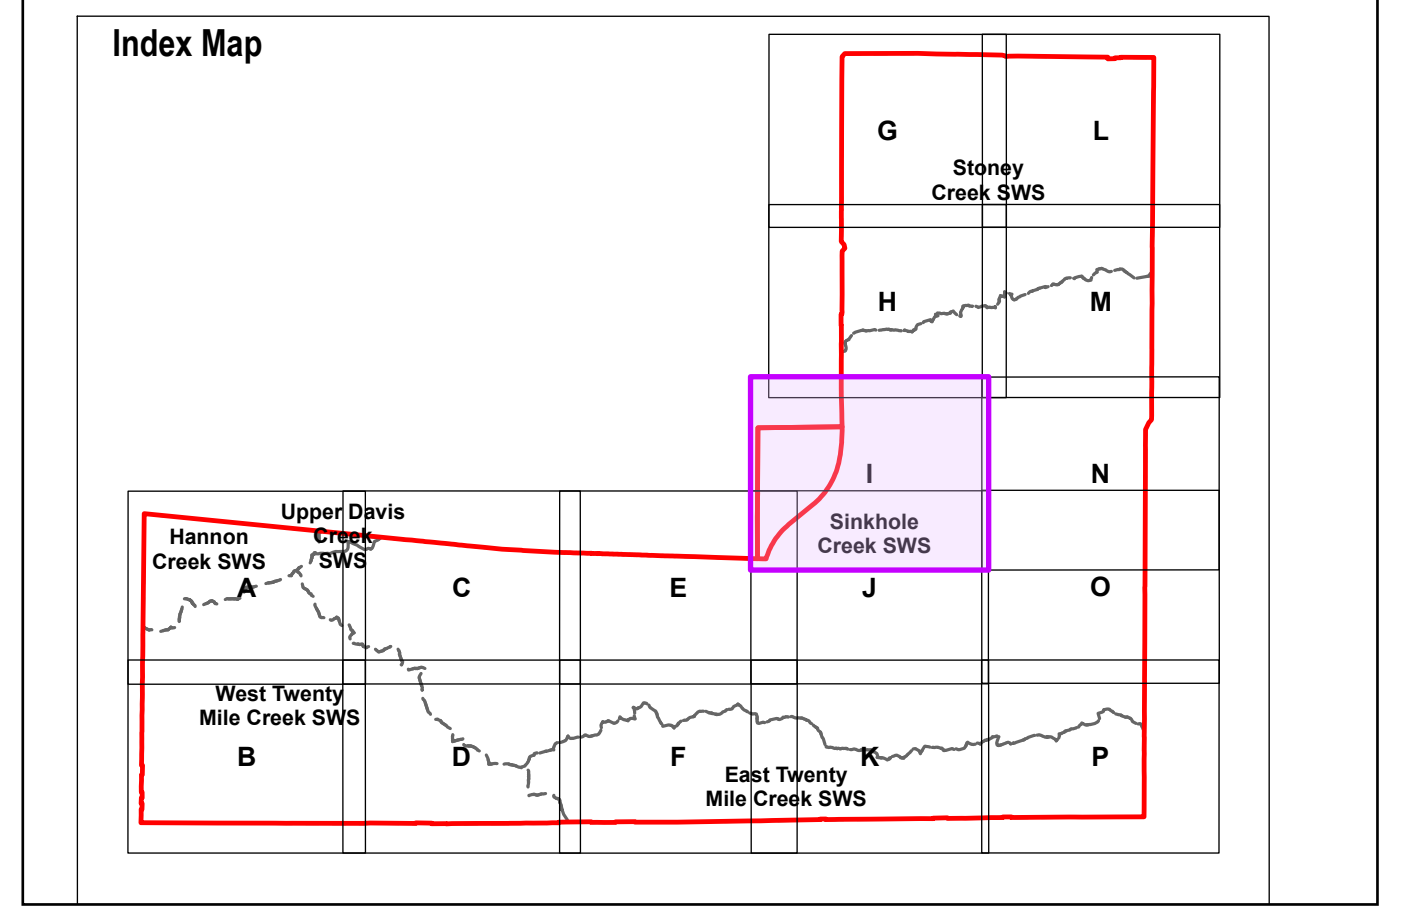 Index Map
G
L
Stoney
Creek SWS
H
M
I
N
Sinkhole
Creek SWS
Upper Davis
Creek
SWS
Hannon
Creek SWS
A
C
E
J
O
West Twenty
Mile Creek SWS
B
D
F
K
P
East Twenty
Mile Creek SWS